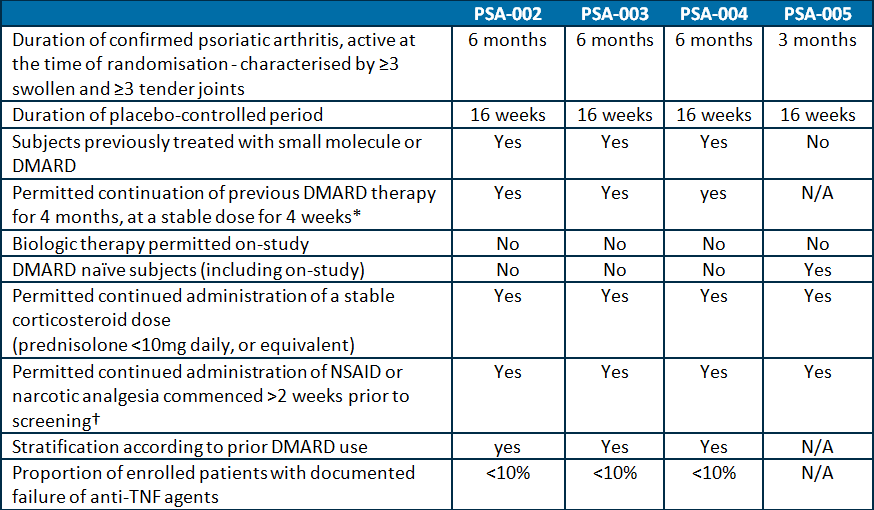 PSA-002 PSA-003 PSA-004 PSA-005
Duration of confirmed psoriatic arthritis, active at 6 months 6 months 6 months 3 months
the time of randomisation - characterised by ≥3
swollen and ≥3 tender joints
Duration of placebo-controlled period 16 weeks 16 weeks 16 weeks 16 weeks
Subjects previously treated with small molecule or Yes Yes Yes No
DMARD
Permitted continuation of previous DMARD therapy Yes Yes yes N/A
for 4 months, at a stable dose for 4 weeks*
Biologic therapy permitted on-study No No No No
DMARD naïve subjects (including on-study) No No No Yes
Permitted continued administration of a stable Yes Yes Yes Yes
corticosteroid dose
(prednisolone <10mg daily, or equivalent)
Permitted continued administration of NSAID or Yes Yes Yes Yes
narcotic analgesia commenced >2 weeks prior to
screening†
Stratification according to prior DMARD use yes Yes Yes N/A
Proportion of enrolled patients with documented <10% <10% <10% N/A
failure of anti-TNF agents